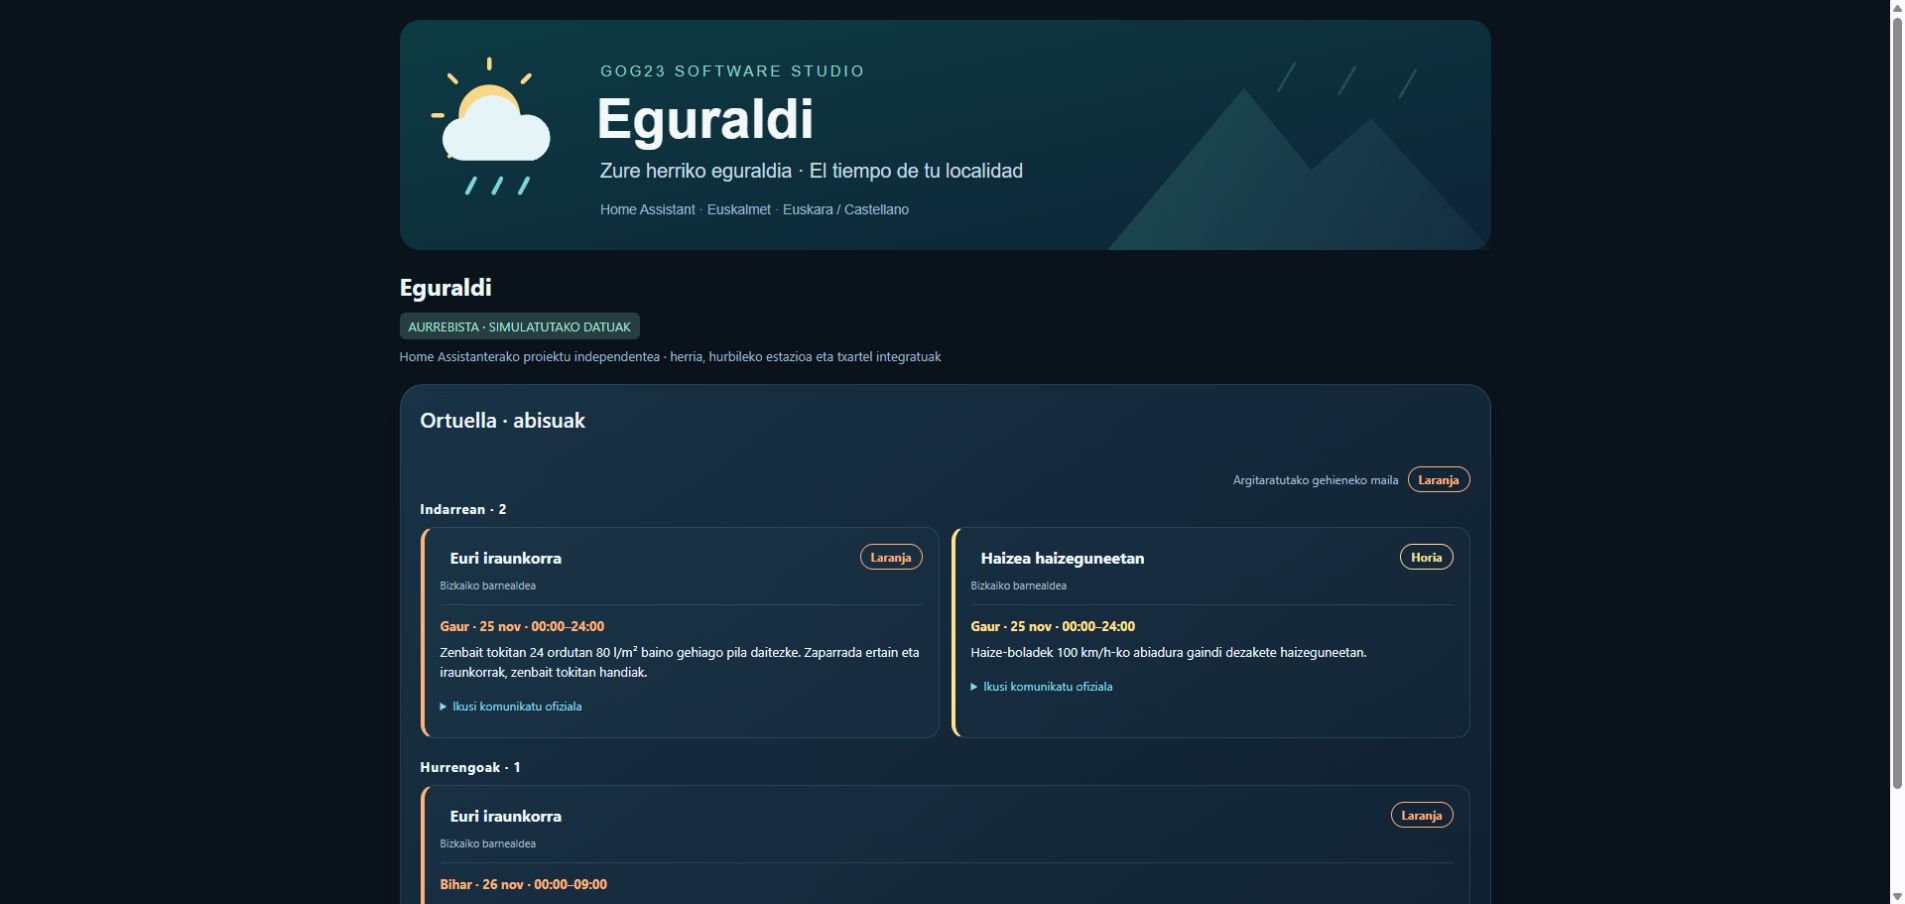 GOG23 SOFTWARE STUDIO
Eguraldi
Zure herriko eguraldia · El tiempo de tu localidad
Home Assistant · Euskalmet · Euskara / Castellano
Eguraldi
AURREBISTA · SIMULATUTAKO DATUAK
Home Assistanterako proiektu independentea · herria, hurbileko estazioa eta txartel integratuak
Ortuella · abisuak
Argitaratutako gehieneko maila Laranja
Indarrean · 2
Euri iraunkorra Laranja
Bizkaiko barnealdea
Gaur · 25 nov · 00:00–24:00
Zenbait tokitan 24 ordutan 80 l/m² baino gehiago pila daitezke. Zaparrada ertain eta
iraunkorrak, zenbait tokitan handiak.
▶ Ikusi komunikatu ofiziala
Haizea haizeguneetan Horia
Bizkaiko barnealdea
Gaur · 25 nov · 00:00–24:00
Haize-boladek 100 km/h-ko abiadura gaindi dezakete haizeguneetan.
▶ Ikusi komunikatu ofiziala
Hurrengoak · 1
Euri iraunkorra Laranja
Bizkaiko barnealdea
Bihar · 26 nov · 00:00–09:00